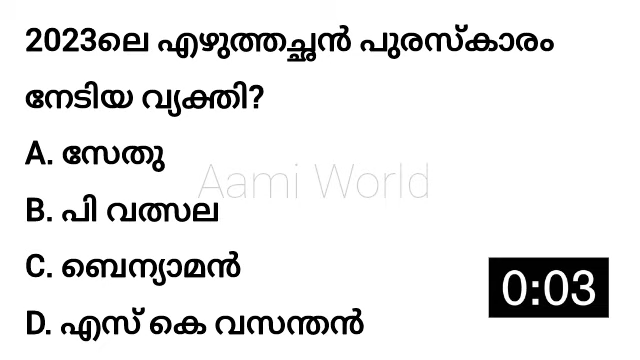 2023ലെ എഴുത്തച്ഛൻ പുരസ്കാരം
നേടിയ വ്യക്തി?
A. സേതു
Aami World
B. പി വത്സല
C. ബെന്യാമൻ
0:03
D. എസ് കെ വസന്തൻ